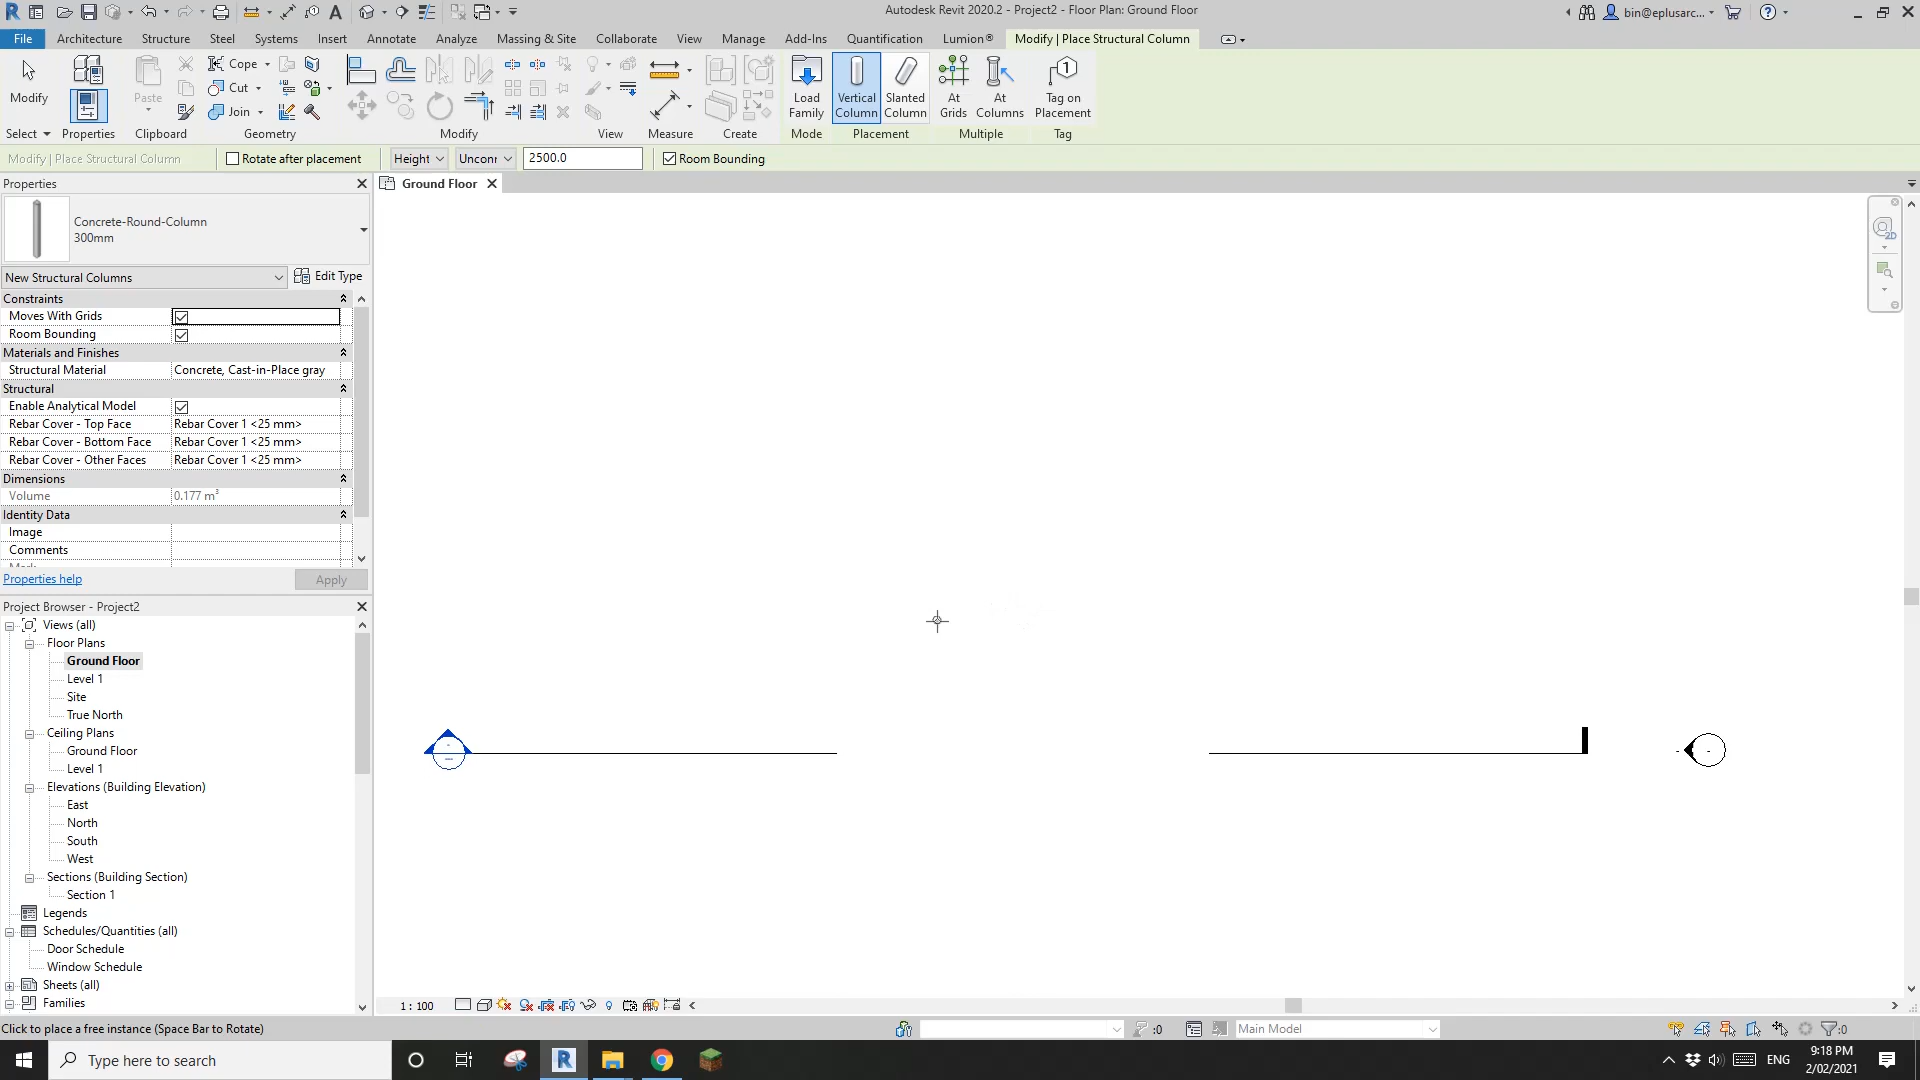 Autodesk Revit 2020.2 - Project2 - Floor Plan: Ground Floor
bin@eplusarc...
File Architecture Structure Steel Systems Insert Annotate Analyze Massing & Site Collaborate View Manage Add-Ins Quantification Lumion® Modify | Place Structural Column
Modify
Paste
Cope
Cut
Join
Load Family
Vertical Column
Slanted Column
At Grids
At Columns
Tag on Placement
Select Properties Clipboard Geometry Modify View Measure Create Mode Placement Multiple Tag
Modify | Place Structural Column Rotate after placement Height Unconr 2500.0 Room Bounding
Properties
Ground Floor
Concrete-Round-Column
300mm
New Structural Columns Edit Type
Constraints
Moves With Grids
Room Bounding
Materials and Finishes
Structural Material Concrete, Cast-in-Place gray
Structural
Enable Analytical Model
Rebar Cover - Top Face Rebar Cover 1 <25 mm>
Rebar Cover - Bottom Face Rebar Cover 1 <25 mm>
Rebar Cover - Other Faces Rebar Cover 1 <25 mm>
Dimensions
Volume 0.177 m³
Identity Data
Image
Comments
Properties help Apply
Project Browser - Project2
Views (all)
Floor Plans
Ground Floor
Level 1
Site
True North
Ceiling Plans
Ground Floor
Level 1
Elevations (Building Elevation)
East
North
South
West
Sections (Building Section)
Section 1
Legends
Schedules/Quantities (all)
Door Schedule
Window Schedule
Sheets (all)
Families
1 : 100
Click to place a free instance (Space Bar to Rotate) :0 Main Model :0
Type here to search
ENG
9:18 PM
2/02/2021